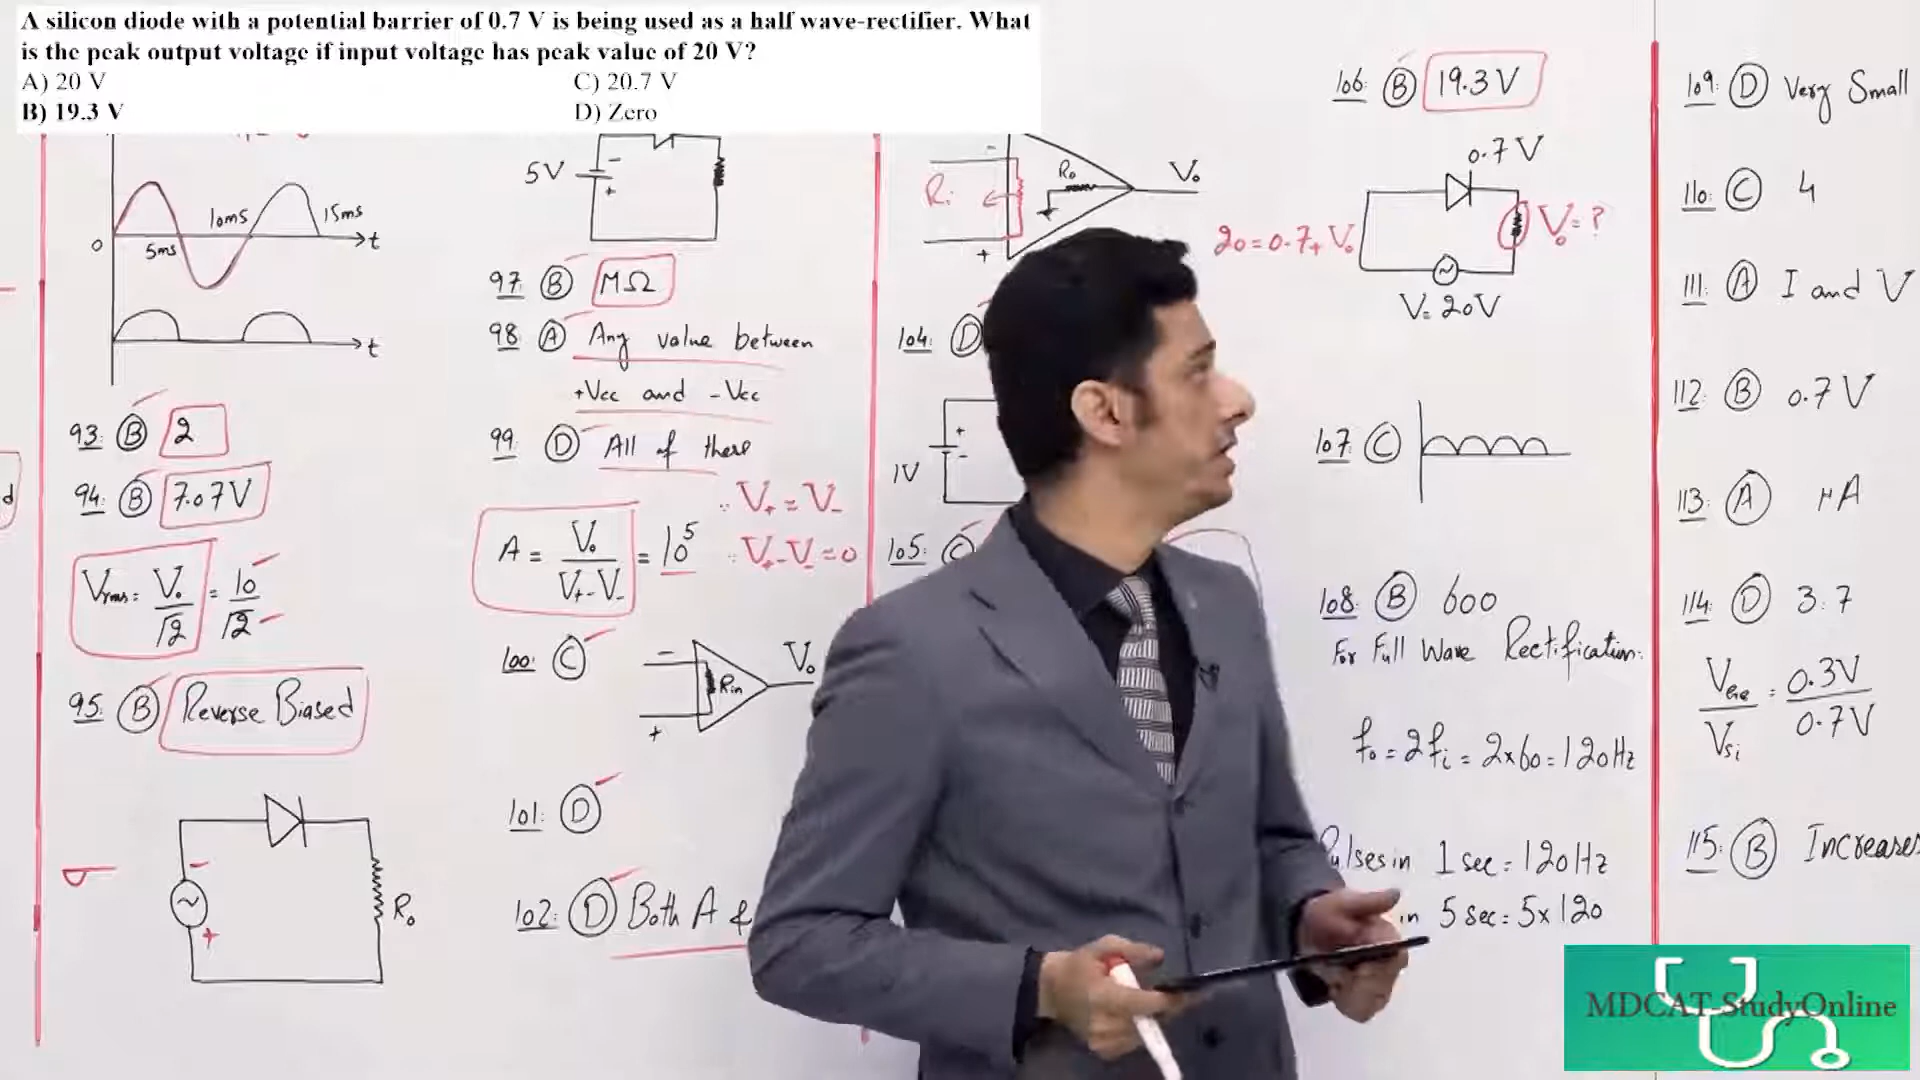 A silicon diode with a potential barrier of 0.7 V is being used as a half wave-rectifier. What
is the peak output voltage if input voltage has peak value of 20 V?
A) 20 V
C) 20.7 V
B) 19.3 V
D) Zero
0
5ms
10ms
15ms
t
t
93: B 2
94: B 7.07V
Vrms = V₀/√2 = 10/√2
95: B Reverse Biased
-
+
R₀
5V
-
+
97: B MΩ
98: A Any value between
+Vcc and -Vcc
99: D All of these
∵ V₊ = V₋
A = V₀/(V₊-V₋) = 10⁵
∵ V₊-V₋ = 0
100: C
-
+
Rin
V₀
101: D
102: D Both A &
-
+
Ri
R₀
V₀
104: D
1V
+
-
105: C
106: B 19.3V
0.7V
20 = 0.7 + V₀
V₀ = ?
V = 20V
107: C
108: B 600
For Full Wave Rectification:
f₀ = 2fᵢ = 2×60 = 120Hz
ulses in 1 sec = 120Hz
in 5 sec = 5×120
109: D Very Small
110: C 4
111: A I and V
112: B 0.7V
113: A μA
114: D 3:7
VGe/VSi = 0.3V/0.7V
115: B Increases
MDCAT-StudyOnline